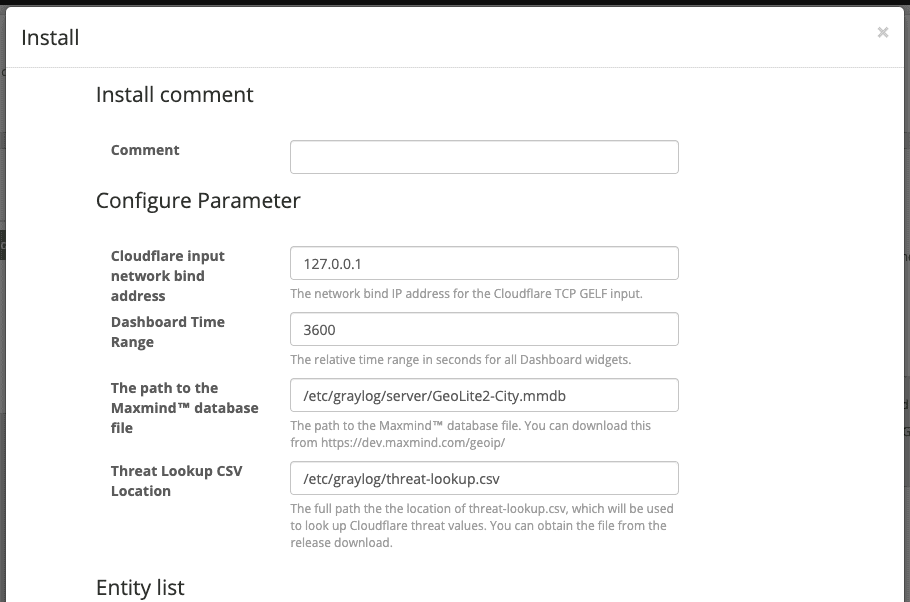 Install
×
Install comment
Comment
Configure Parameter
Cloudflare input
network bind
address
127.0.0.1
The network bind IP address for the Cloudflare TCP GELF input.
Dashboard Time
Range
3600
The relative time range in seconds for all Dashboard widgets.
The path to the
Maxmind™ database
file
/etc/graylog/server/GeoLite2-City.mmdb
The path to the Maxmind™ database file. You can download this
from https://dev.maxmind.com/geoip/
Threat Lookup CSV
Location
/etc/graylog/threat-lookup.csv
The full path the the location of threat-lookup.csv, which will be used
to look up Cloudflare threat values. You can obtain the file from the
release download.
Entity list